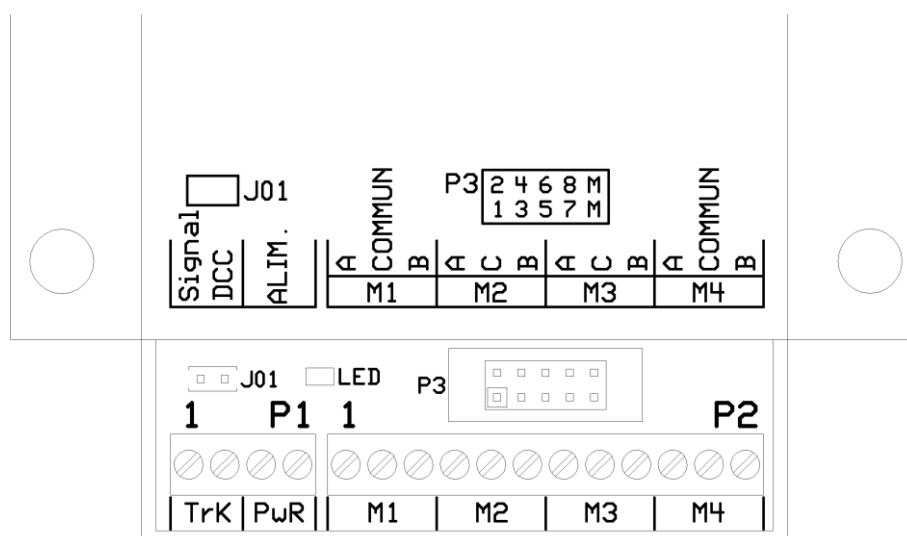 J01
P3
2 4 6 8 M
1 3 5 7 M
Signal DCC
ALIM.
A COMMUN B
A C B
A C B
A COMMUN B
M1 M2 M3 M4
J01 LED P3
1 P1 1 P2
TrK PwR M1 M2 M3 M4